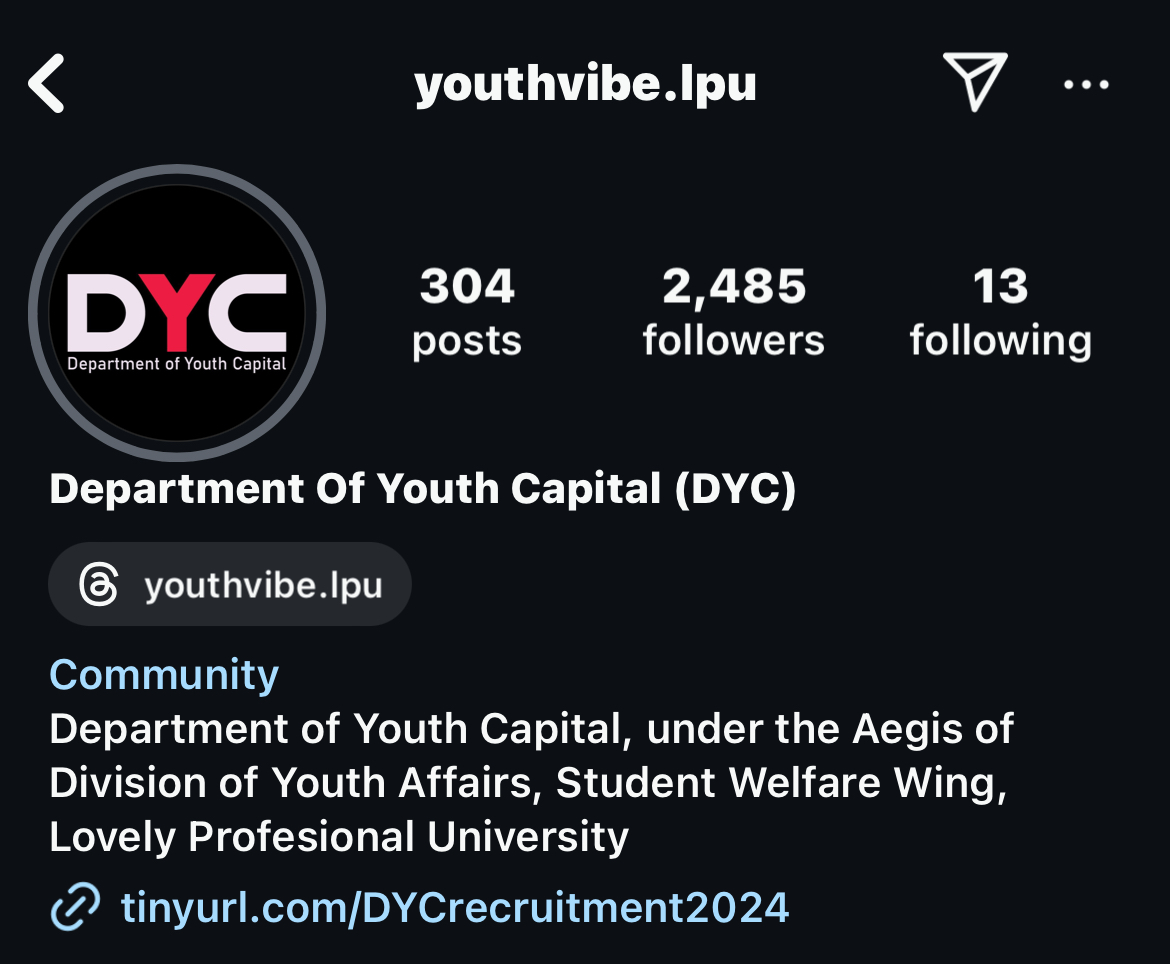 youthvibe.lpu
DYC
Department of Youth Capital
304 posts
2,485 followers
13 following
Department Of Youth Capital (DYC)
youthvibe.lpu
Community
Department of Youth Capital, under the Aegis of
Division of Youth Affairs, Student Welfare Wing,
Lovely Profesional University
tinyurl.com/DYCrecruitment2024